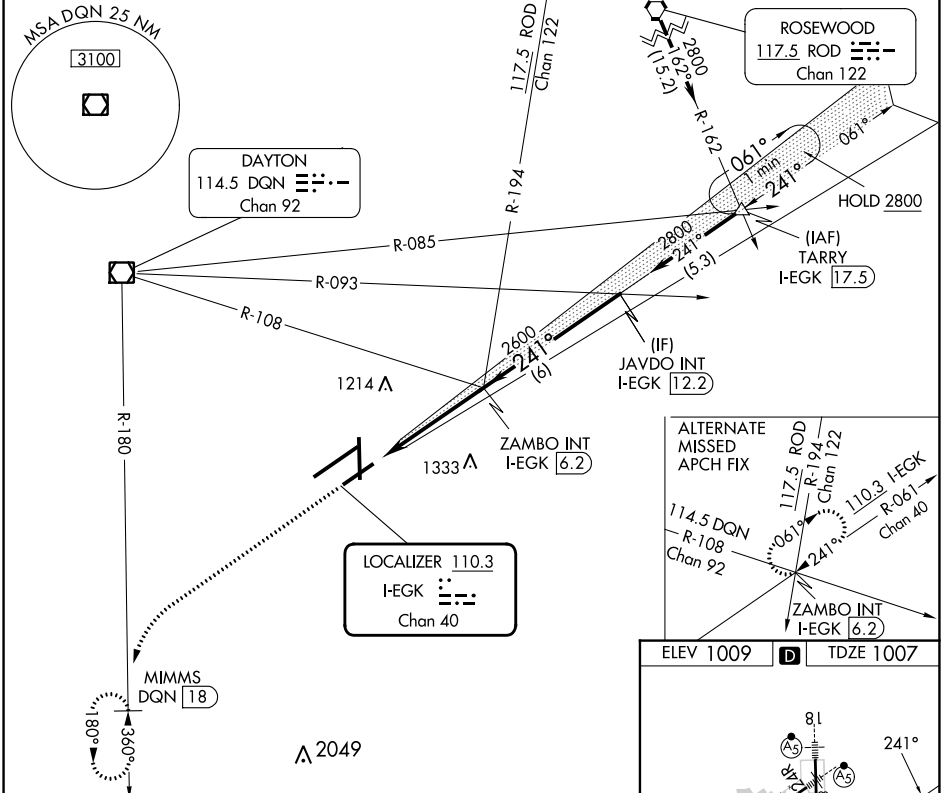 MSA DQN 25 NM
3100
117.5 ROD
Chan 122
R-194
2800
162°
(15.2)
R-162
ROSEWOOD
117.5 ROD
Chan 122
DAYTON
114.5 DQN
Chan 92
061°
1 min
241°
061°
HOLD 2800
(IAF)
TARRY
I-EGK 17.5
R-085
R-093
R-108
2800
241°
(5.3)
(IF)
JAVDO INT
I-EGK 12.2
2600
241°
(6)
1214
ZAMBO INT
I-EGK 6.2
1333
R-180
LOCALIZER 110.3
I-EGK
Chan 40
ALTERNATE
MISSED
APCH FIX
117.5 ROD
R-194
Chan 122
110.3 I-EGK
R-061
Chan 40
114.5 DQN
R-108
Chan 92
061°
241°
ZAMBO INT
I-EGK 6.2
MIMMS
DQN 18
180°
360°
2049
ELEV 1009
D
TDZE 1007
18
A5
24R
A5
241°